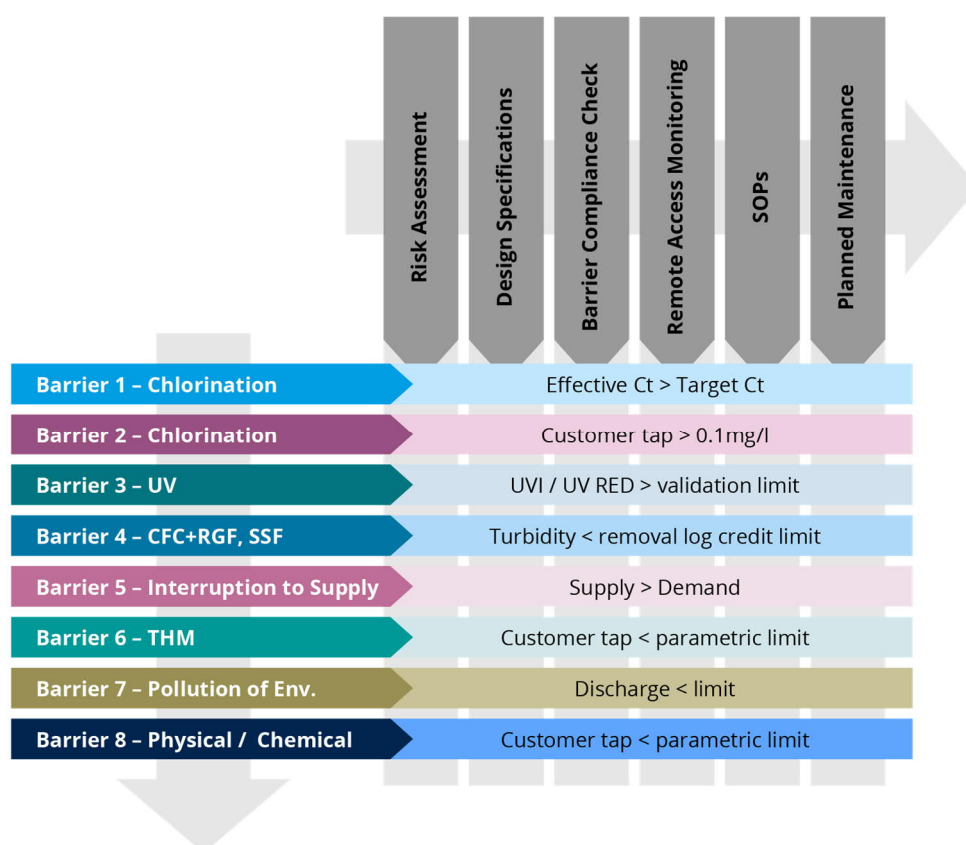 Risk Assessment
Design Specifications
Barrier Compliance Check
Remote Access Monitoring
SOPs
Planned Maintenance
Barrier 1 – Chlorination
Effective Ct > Target Ct
Barrier 2 – Chlorination
Customer tap > 0.1mg/l
Barrier 3 – UV
UVI / UV RED > validation limit
Barrier 4 – CFC+RGF, SSF
Turbidity < removal log credit limit
Barrier 5 – Interruption to Supply
Supply > Demand
Barrier 6 – THM
Customer tap < parametric limit
Barrier 7 – Pollution of Env.
Discharge < limit
Barrier 8 – Physical / Chemical
Customer tap < parametric limit